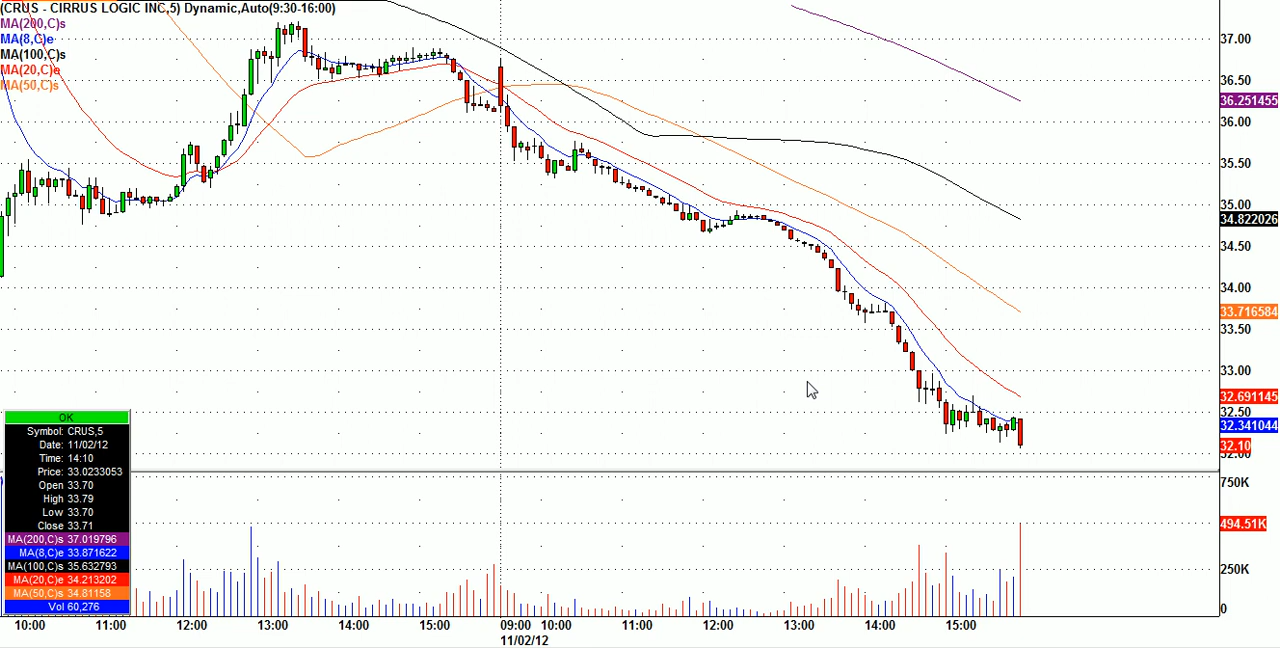 (CRUS - CIRRUS LOGIC INC,5) Dynamic,Auto(9:30-16:00)
MA(200,C)s
MA(8,C)e
MA(100,C)s
MA(20,C)e
MA(50,C)s
37.00
36.50
36.251455
36.00
35.50
35.00
34.822026
34.50
34.00
33.716584
33.50
33.00
32.691145
32.50
32.341044
32.10
32.00
OK
Symbol: CRUS,5
Date: 11/02/12
Time: 14:10
Price: 33.0233053
Open 33.70
High 33.79
Low 33.70
Close 33.71
MA(200,C)s 37.019796
MA(8,C)e 33.871622
MA(100,C)s 35.632793
MA(20,C)e 34.213202
MA(50,C)s 34.81158
Vol 60,276
750K
494.51K
250K
0
10:00 11:00 12:00 13:00 14:00 15:00 09:00 10:00 11:00 12:00 13:00 14:00 15:00
11/02/12